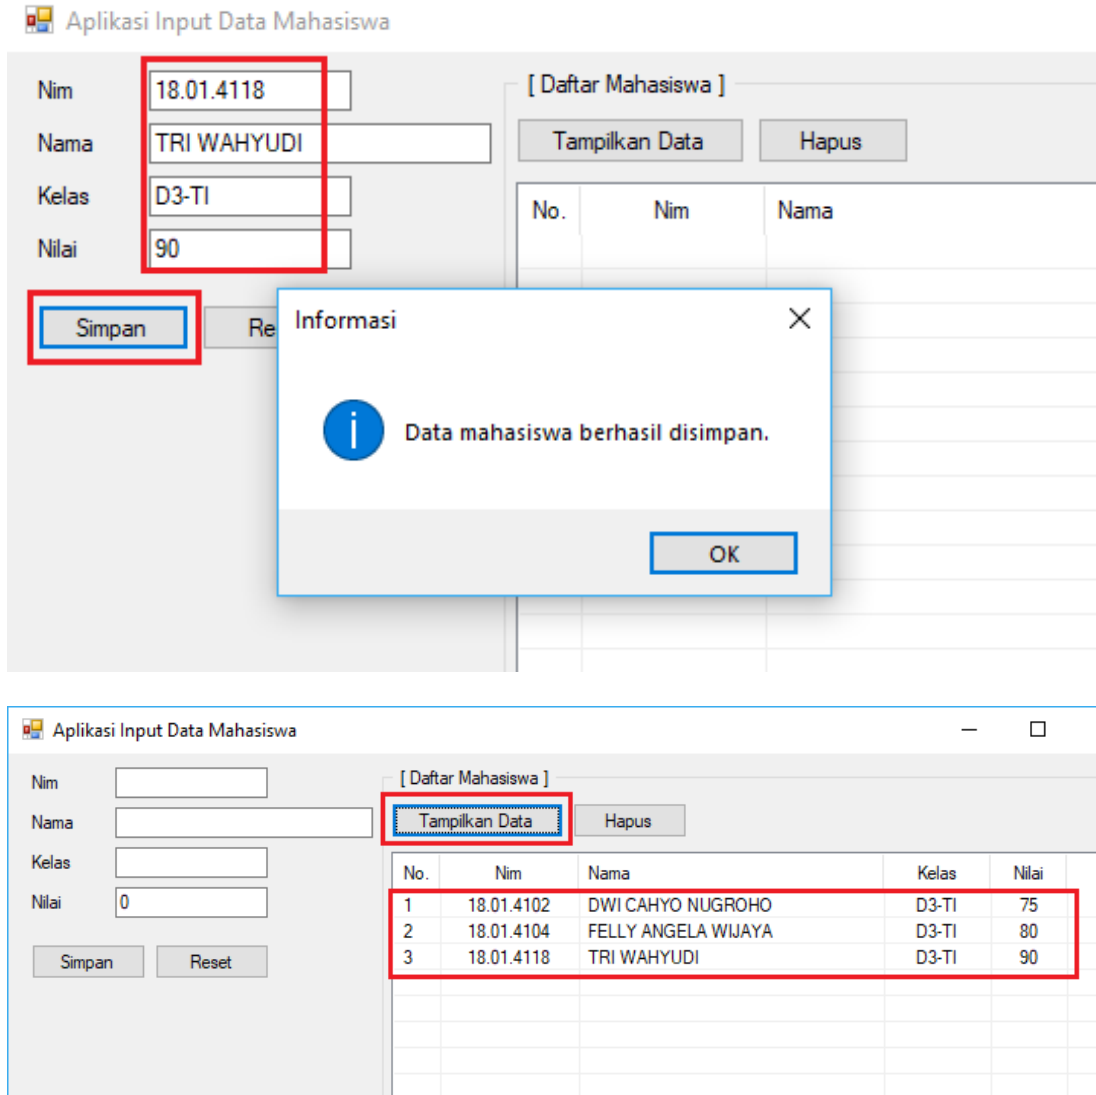 Aplikasi Input Data Mahasiswa
Nim 18.01.4118
Nama TRI WAHYUDI
Kelas D3-TI
Nilai 90
Simpan Re
[ Daftar Mahasiswa ]
Tampilkan Data Hapus
No. Nim Nama
Informasi
Data mahasiswa berhasil disimpan.
OK
Aplikasi Input Data Mahasiswa
Nim
Nama
Kelas
Nilai 0
Simpan Reset
[ Daftar Mahasiswa ]
Tampilkan Data Hapus
No. Nim Nama Kelas Nilai
1 18.01.4102 DWI CAHYO NUGROHO D3-TI 75
2 18.01.4104 FELLY ANGELA WIJAYA D3-TI 80
3 18.01.4118 TRI WAHYUDI D3-TI 90